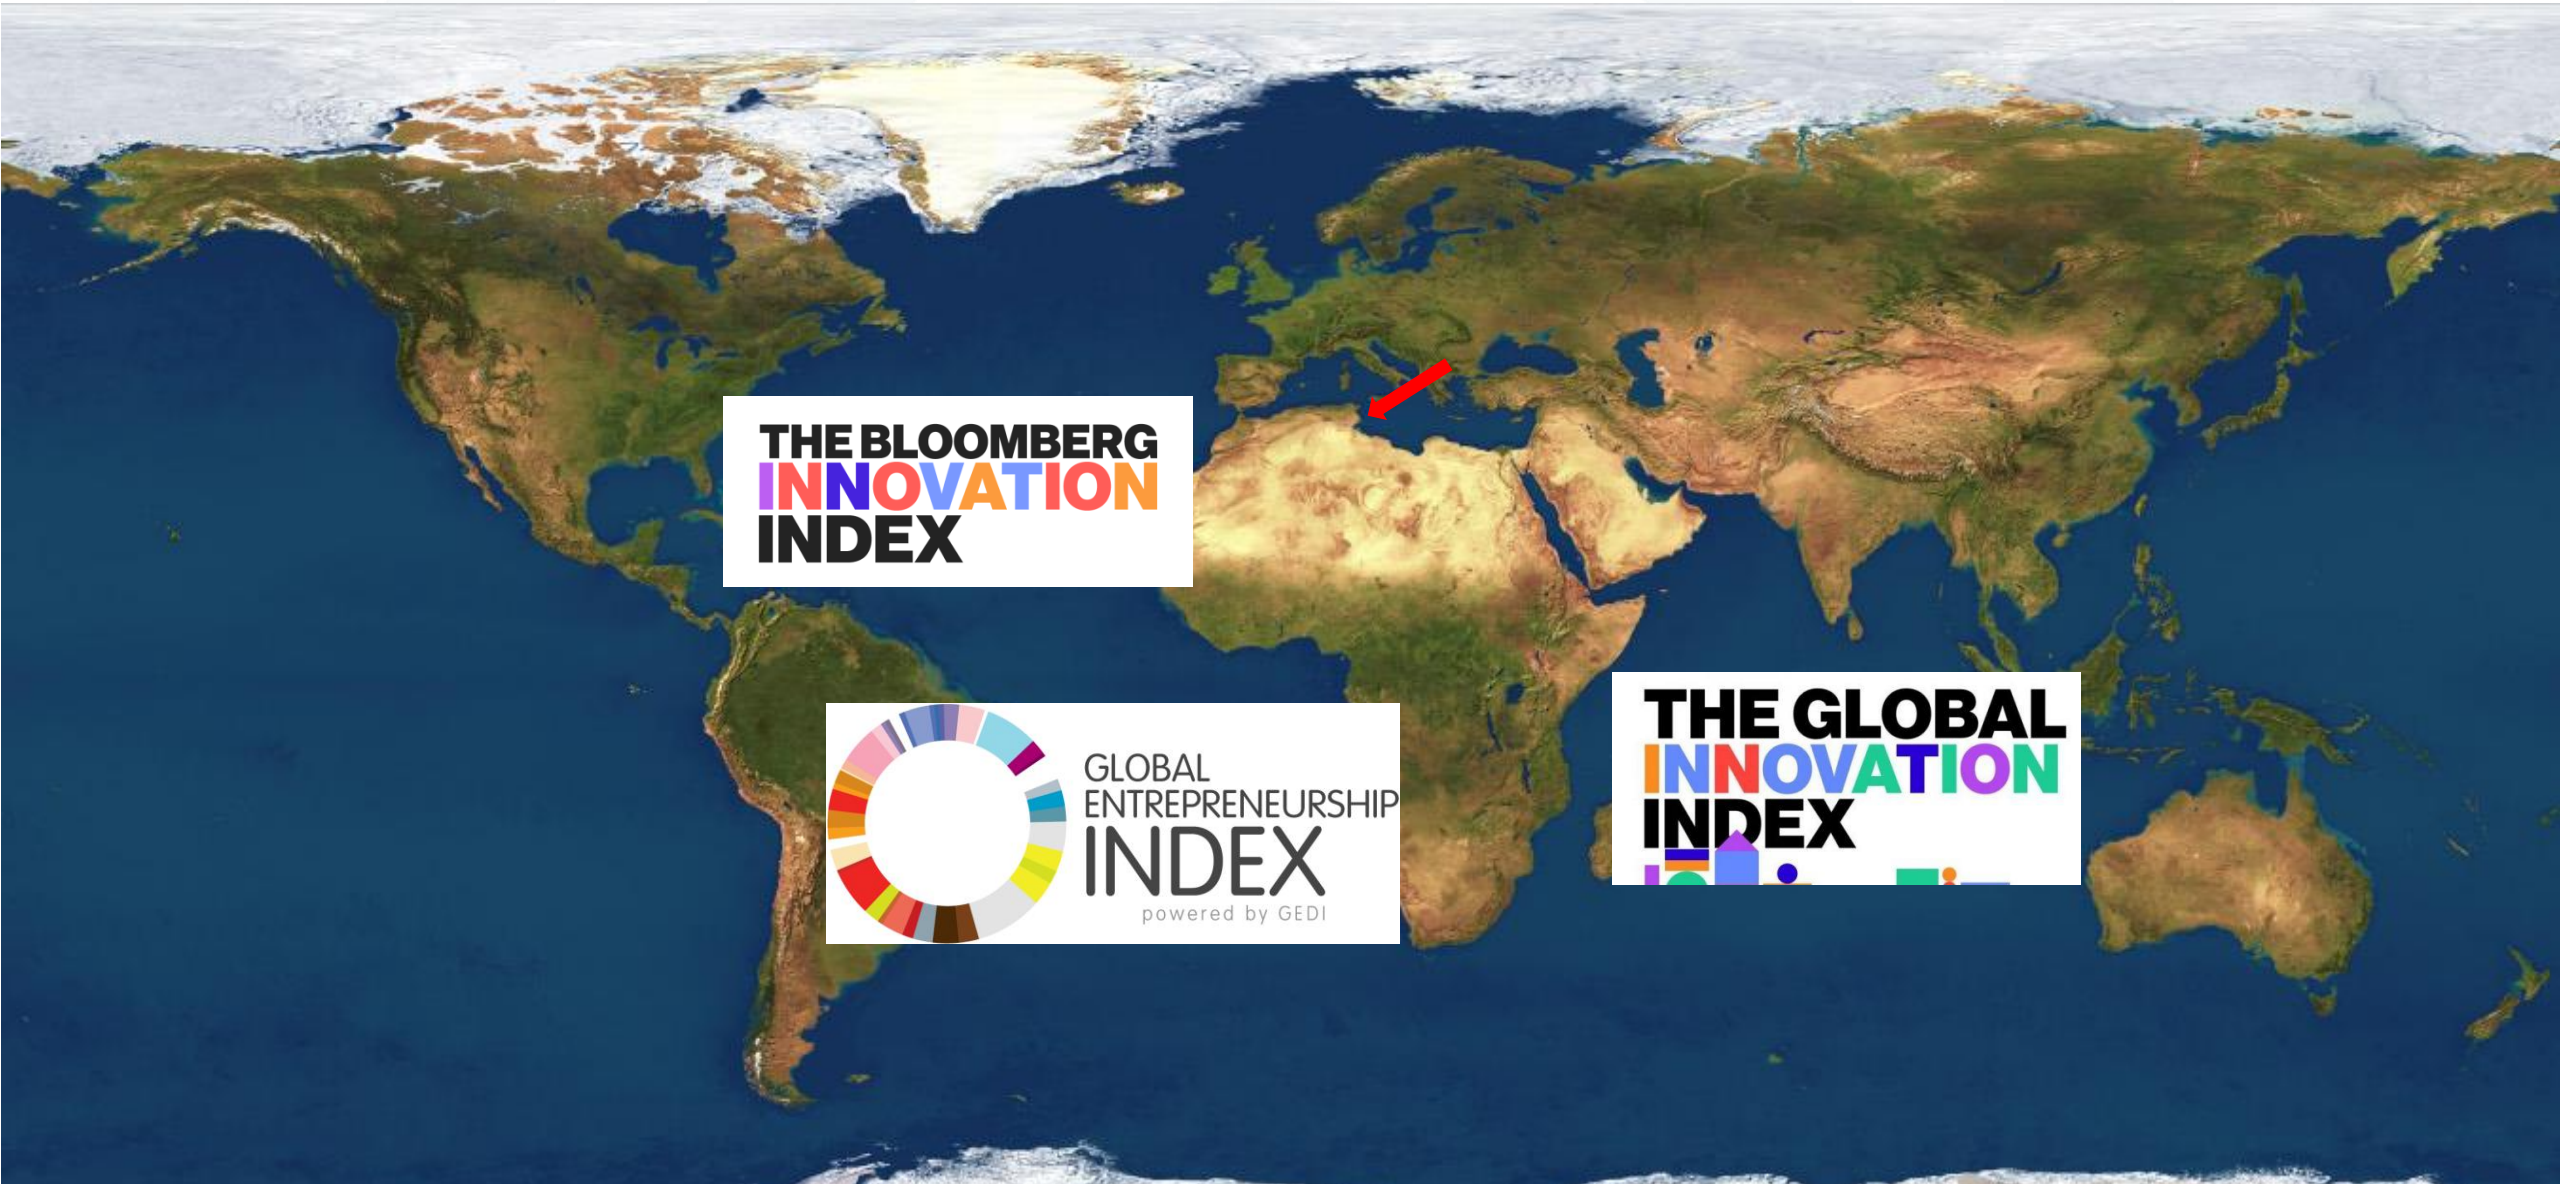 THE BLOOMBERG
INNOVATION
INDEX
GLOBAL
ENTREPRENEURSHIP
INDEX
powered by GEDI
THE GLOBAL
INNOVATION
INDEX